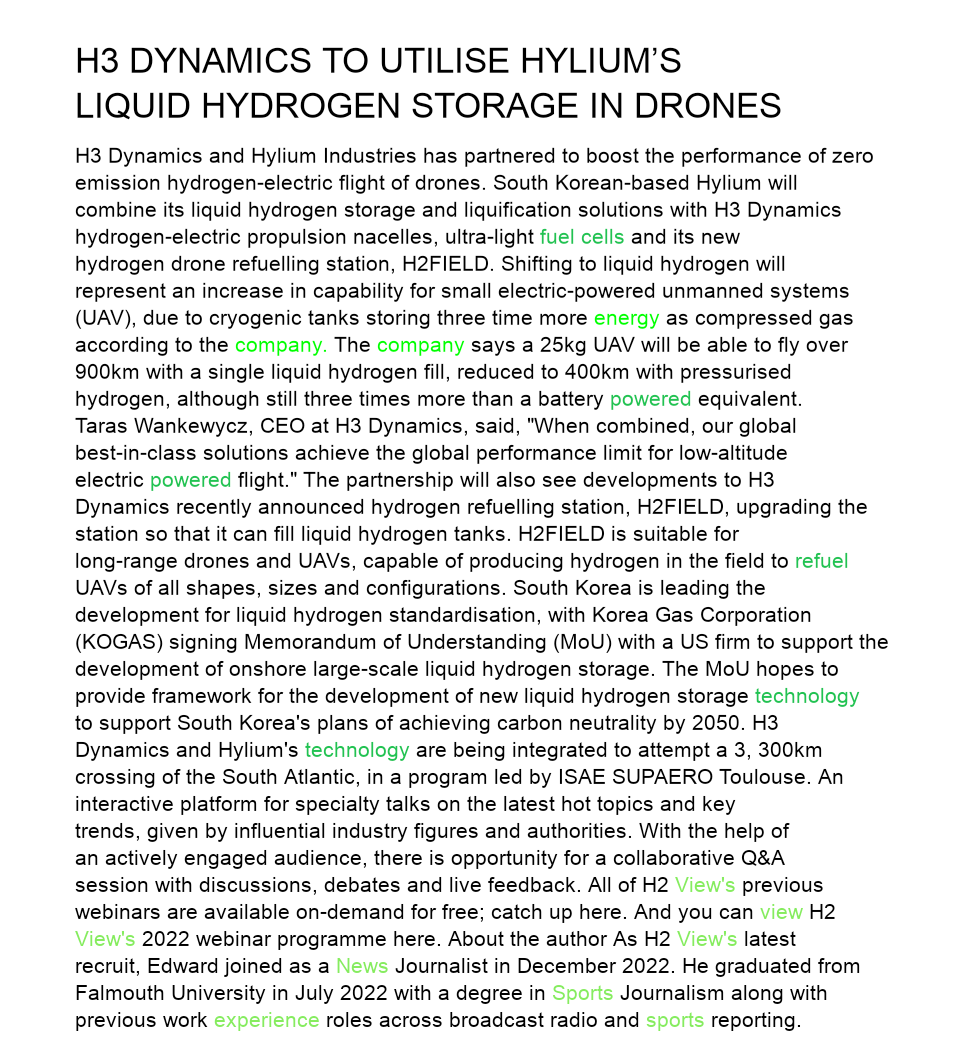 H3 DYNAMICS TO UTILISE HYLIUM’S
LIQUID HYDROGEN STORAGE IN DRONES
H3 Dynamics and Hylium Industries has partnered to boost the performance of zero
emission hydrogen-electric flight of drones. South Korean-based Hylium will
combine its liquid hydrogen storage and liquification solutions with H3 Dynamics
hydrogen-electric propulsion nacelles, ultra-light fuel cells and its new
hydrogen drone refuelling station, H2FIELD. Shifting to liquid hydrogen will
represent an increase in capability for small electric-powered unmanned systems
(UAV), due to cryogenic tanks storing three time more energy as compressed gas
according to the company. The company says a 25kg UAV will be able to fly over
900km with a single liquid hydrogen fill, reduced to 400km with pressurised
hydrogen, although still three times more than a battery powered equivalent.
Taras Wankewycz, CEO at H3 Dynamics, said, "When combined, our global
best-in-class solutions achieve the global performance limit for low-altitude
electric powered flight." The partnership will also see developments to H3
Dynamics recently announced hydrogen refuelling station, H2FIELD, upgrading the
station so that it can fill liquid hydrogen tanks. H2FIELD is suitable for
long-range drones and UAVs, capable of producing hydrogen in the field to refuel
UAVs of all shapes, sizes and configurations. South Korea is leading the
development for liquid hydrogen standardisation, with Korea Gas Corporation
(KOGAS) signing Memorandum of Understanding (MoU) with a US firm to support the
development of onshore large-scale liquid hydrogen storage. The MoU hopes to
provide framework for the development of new liquid hydrogen storage technology
to support South Korea's plans of achieving carbon neutrality by 2050. H3
Dynamics and Hylium's technology are being integrated to attempt a 3, 300km
crossing of the South Atlantic, in a program led by ISAE SUPAERO Toulouse. An
interactive platform for specialty talks on the latest hot topics and key
trends, given by influential industry figures and authorities. With the help of
an actively engaged audience, there is opportunity for a collaborative Q&A
session with discussions, debates and live feedback. All of H2 View's previous
webinars are available on-demand for free; catch up here. And you can view H2
View's 2022 webinar programme here. About the author As H2 View's latest
recruit, Edward joined as a News Journalist in December 2022. He graduated from
Falmouth University in July 2022 with a degree in Sports Journalism along with
previous work experience roles across broadcast radio and sports reporting.